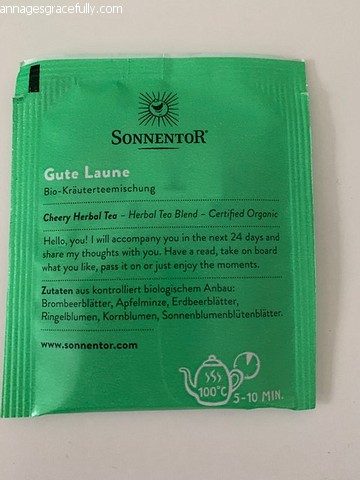 annagesgracefully.com
SONNENTOR®
Gute Laune
Bio-Kräuterteemischung
Cheery Herbal Tea – Herbal Tea Blend – Certified Organic
Hello, you! I will accompany you in the next 24 days and
share my thoughts with you. Have a read, take on board
what you like, pass it on or just enjoy the moments.
Zutaten aus kontrolliert biologischem Anbau:
Brombeerblätter, Apfelminze, Erdbeerblätter,
Ringelblumen, Kornblumen, Sonnenblumenblütenblätter.
www.sonnentor.com
100°C
5-10 MIN.